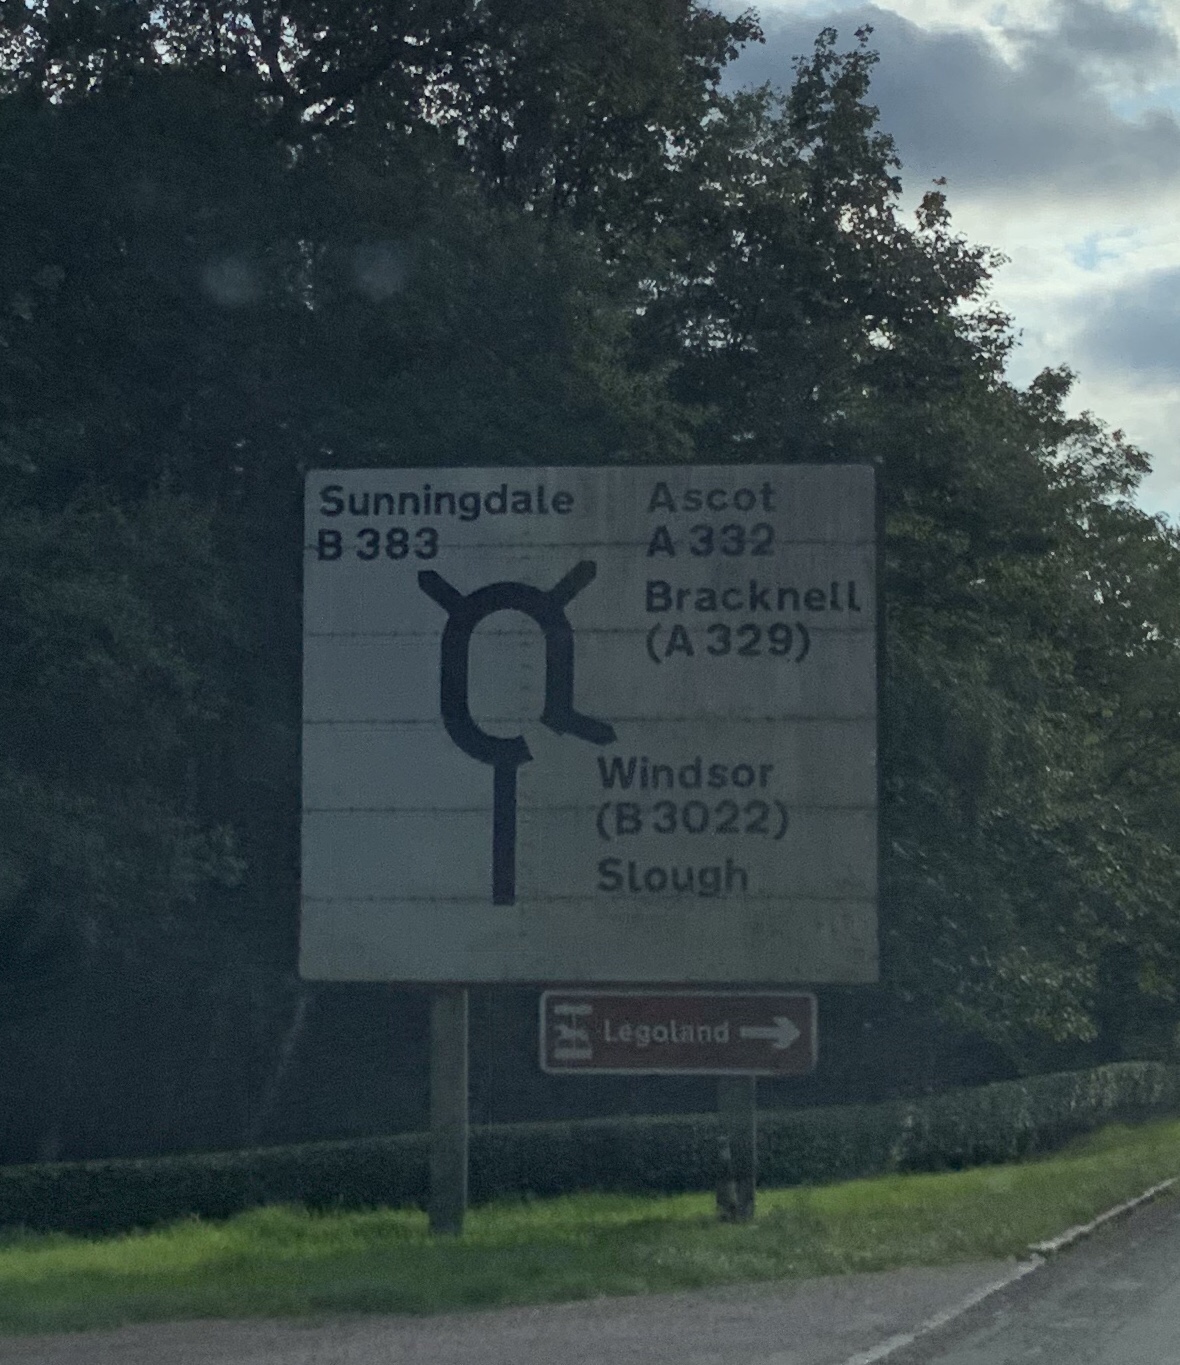 Sunningdale
B 383
Ascot
A 332
Bracknell
(A 329)
Windsor
(B 3022)
Slough
Legoland